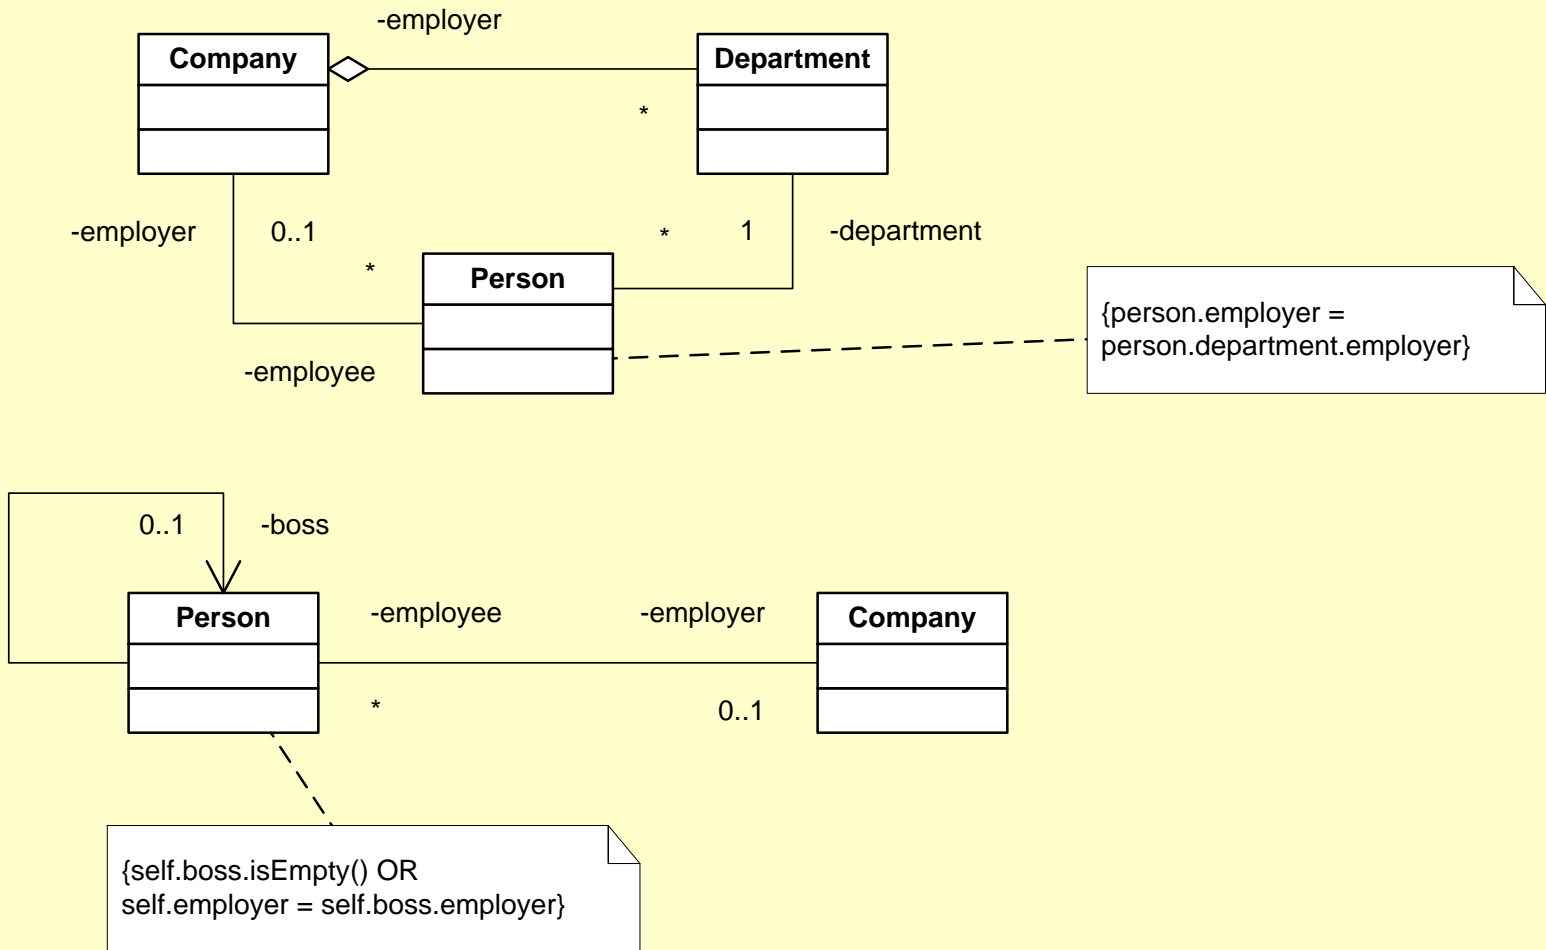 -employer
Company
Department
*
-employer
0..1
*
1
-department
*
Person
{person.employer =
person.department.employer}
-employee
0..1
-boss
Person
-employee
-employer
Company
*
0..1
{self.boss.isEmpty() OR
self.employer = self.boss.employer}